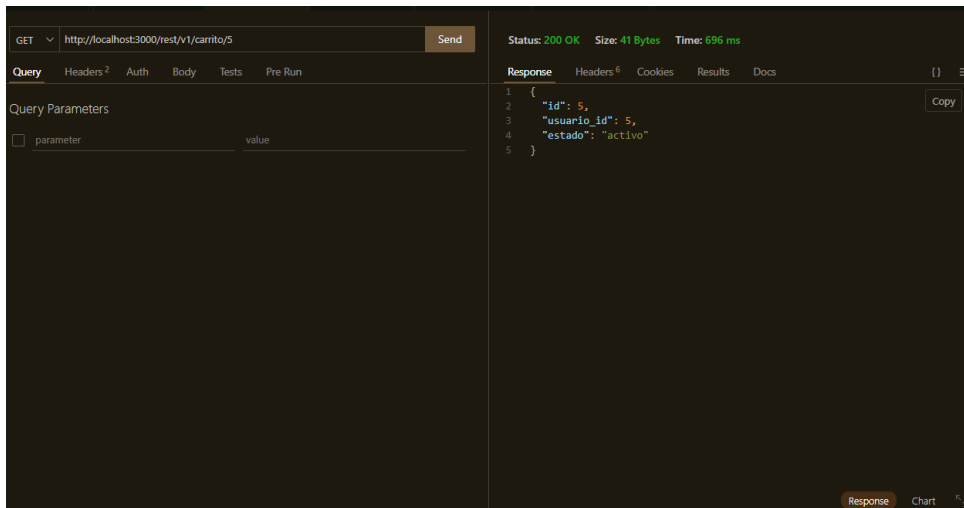 GET http://localhost:3000/rest/v1/carrito/5 Send
Query Headers 2 Auth Body Tests Pre Run
Query Parameters
parameter value
Status: 200 OK Size: 41 Bytes Time: 696 ms
Response Headers 6 Cookies Results Docs {}
Copy
1 {
2 "id": 5,
3 "usuario_id": 5,
4 "estado": "activo"
5 }
Response Chart